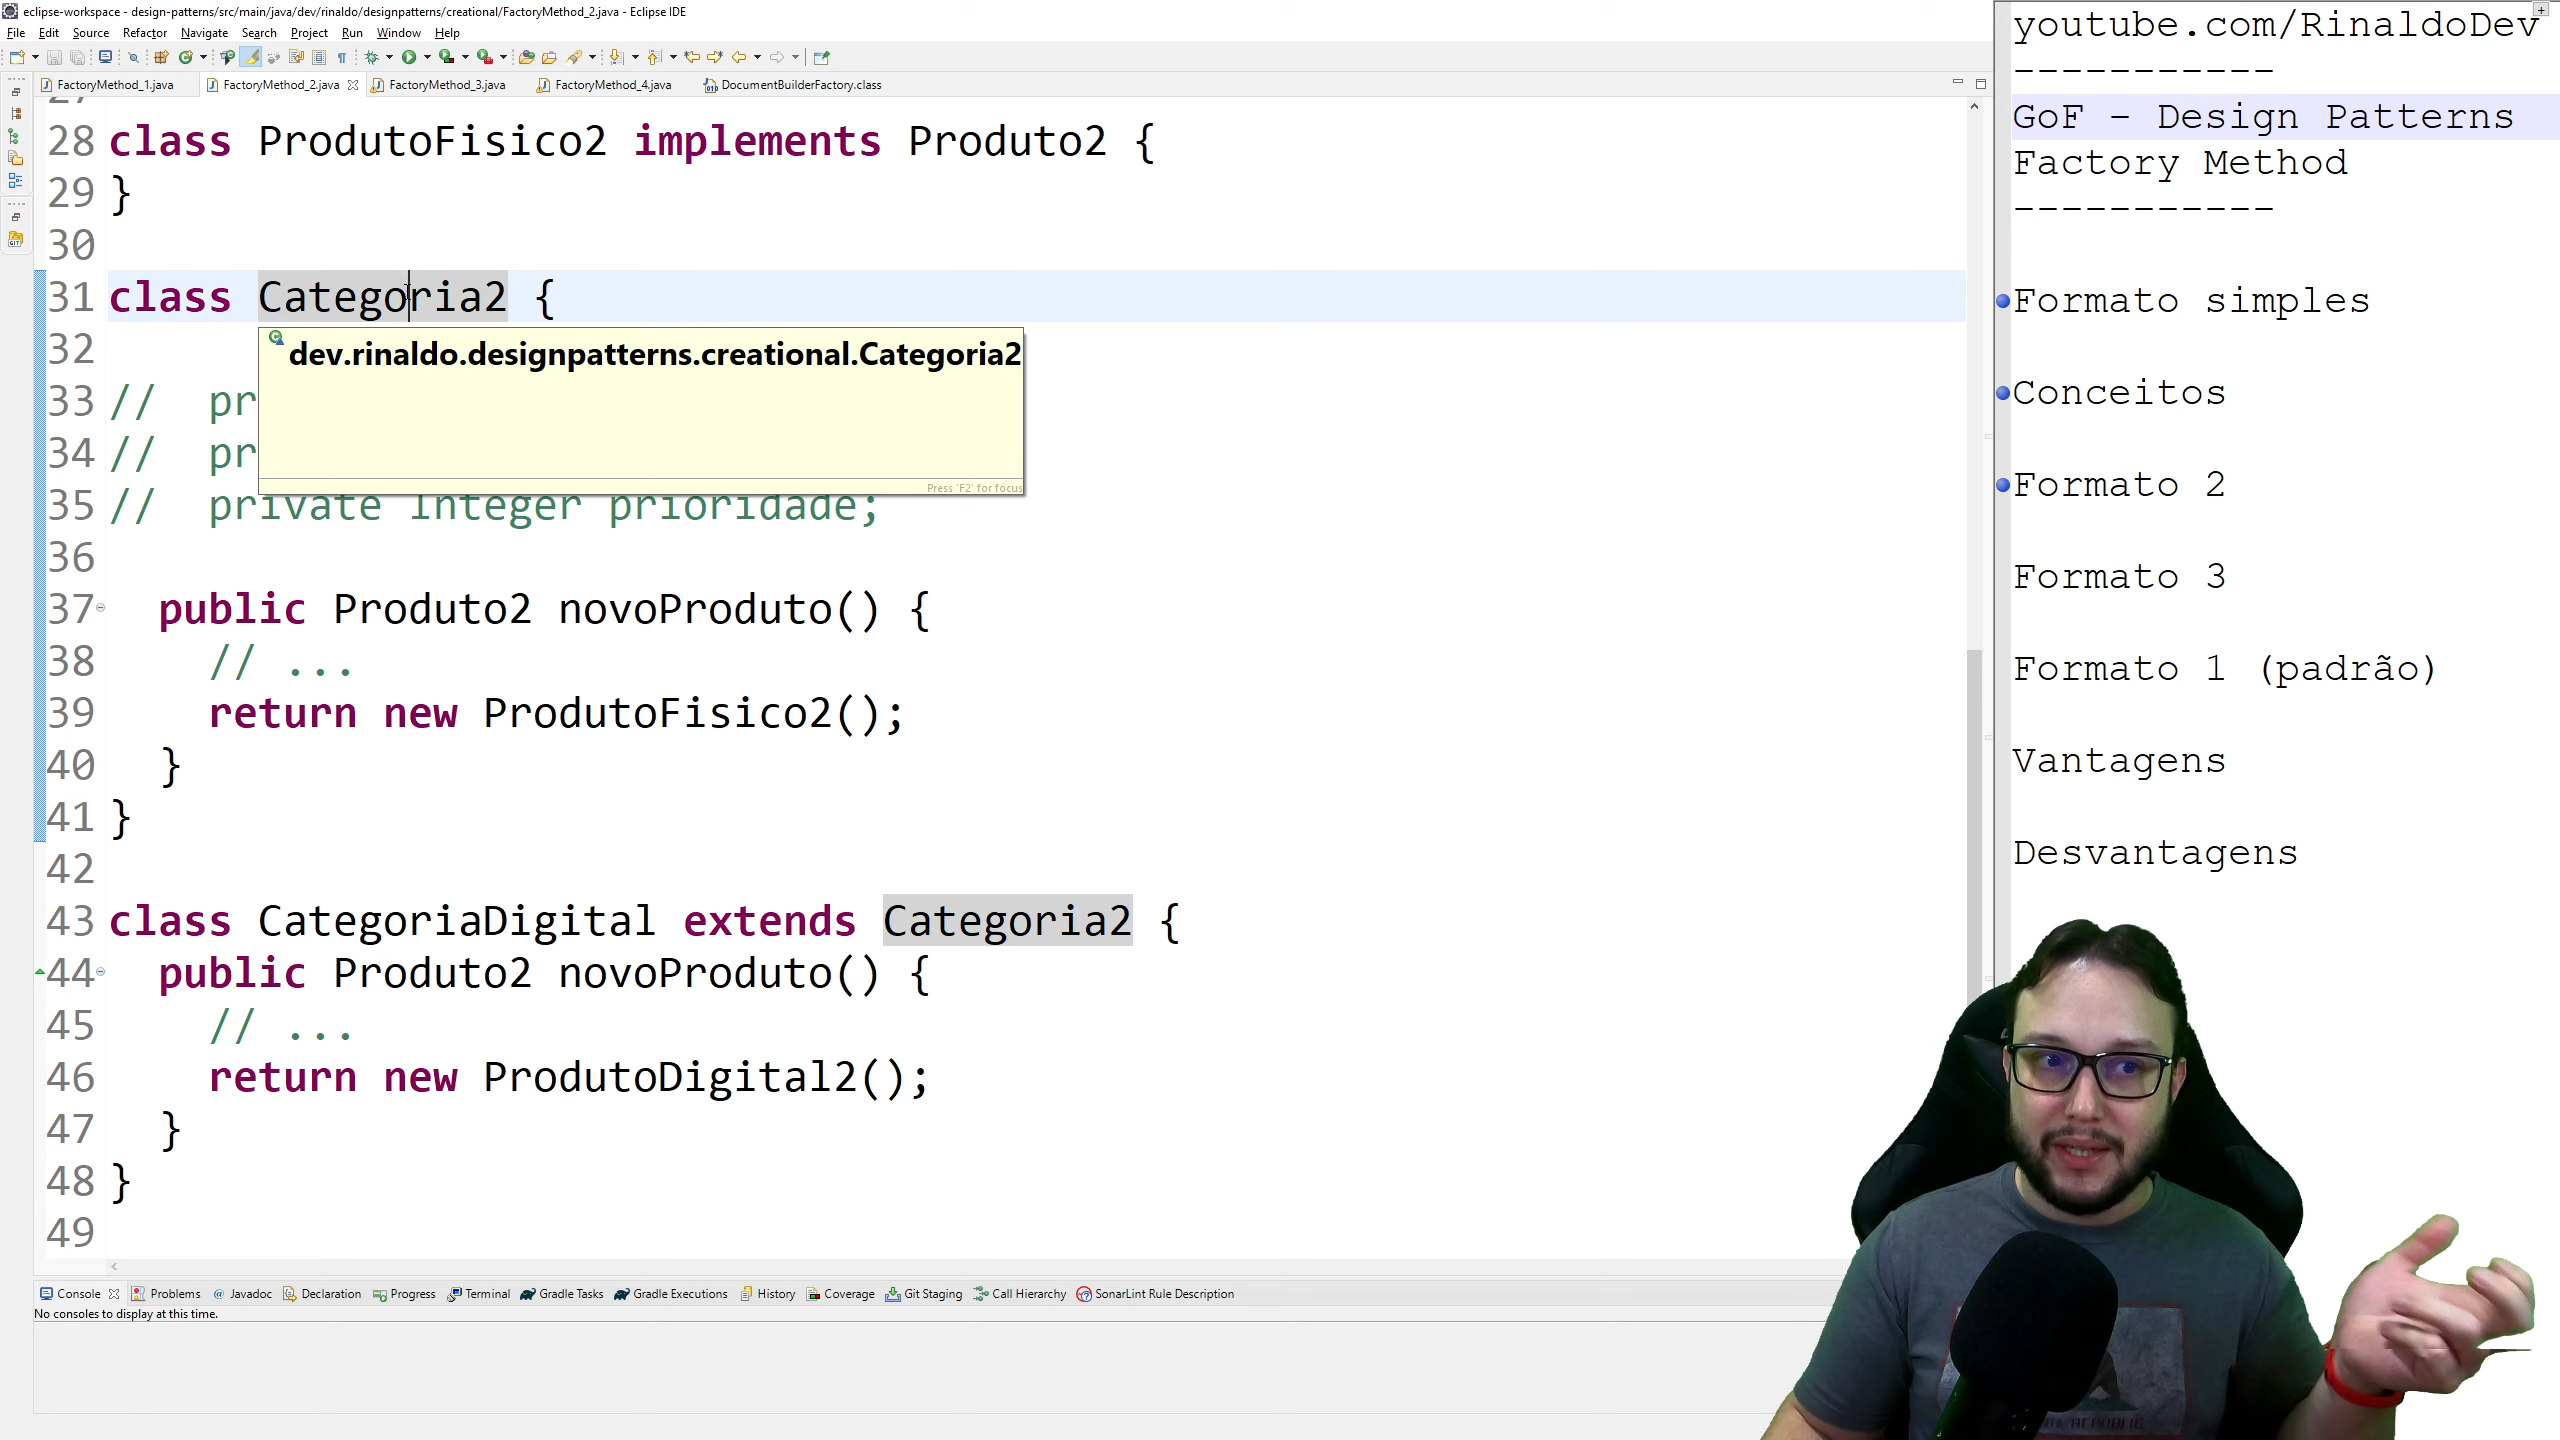 eclipse-workspace - design-patterns/src/main/java/dev/rinaldo/designpatterns/creational/FactoryMethod_2.java - Eclipse IDE
File Edit Source Refactor Navigate Search Project Run Window Help
FactoryMethod_1.java FactoryMethod_2.java FactoryMethod_3.java FactoryMethod_4.java DocumentBuilderFactory.class
28 class ProdutoFisico2 implements Produto2 {
29 }
30
31 class Categoria2 {
32
dev.rinaldo.designpatterns.creational.Categoria2
33 // pr
34 // pr
Press 'F2' for focus
35 // private Integer prioridade;
36
37 public Produto2 novoProduto() {
38 // ...
39 return new ProdutoFisico2();
40 }
41 }
42
43 class CategoriaDigital extends Categoria2 {
44 public Produto2 novoProduto() {
45 // ...
46 return new ProdutoDigital2();
47 }
48 }
49
Console Problems Javadoc Declaration Progress Terminal Gradle Tasks Gradle Executions History Coverage Git Staging Call Hierarchy SonarLint Rule Description
No consoles to display at this time.
youtube.com/RinaldoDev
-----------
GoF - Design Patterns
Factory Method
-----------
Formato simples
Conceitos
Formato 2
Formato 3
Formato 1 (padrão)
Vantagens
Desvantagens